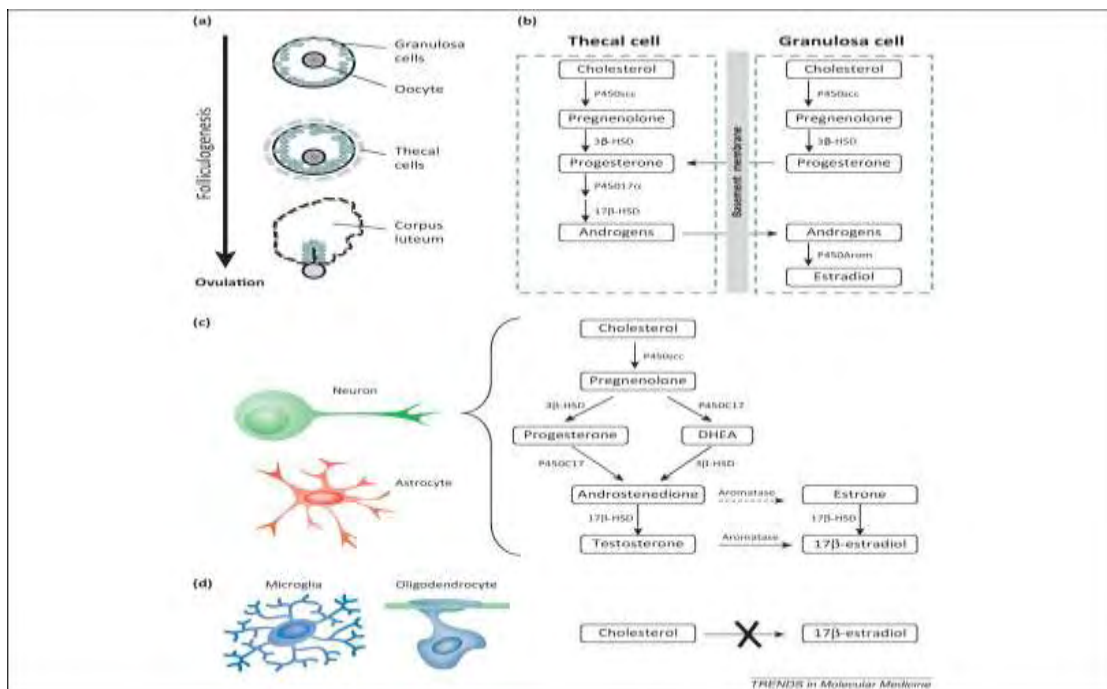 (a)
Granulosa
cells
Oocyte
Thecal
cells
Corpus
luteum
Folliculogenesis
Ovulation
(b)
Thecal cell
Granulosa cell
Cholesterol
P450scc
Pregnenolone
3β-HSD
Progesterone
P45017α
17β-HSD
Androgens
Basement membrane
Cholesterol
P450scc
Pregnenolone
3β-HSD
Progesterone
Androgens
P450Arom
Estradiol
(c)
Neuron
Astrocyte
Cholesterol
P450scc
Pregnenolone
3β-HSD
P450C17
Progesterone
DHEA
P450C17
3β-HSD
Androstenedione
Aromatase
Estrone
17β-HSD
17β-HSD
Testosterone
Aromatase
17β-estradiol
(d)
Microglia
Oligodendrocyte
Cholesterol
17β-estradiol
TRENDS in Molecular Medicine